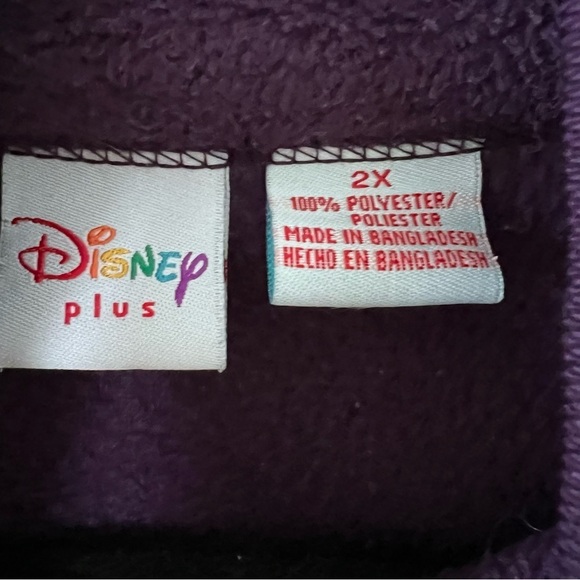 Disney
plus
2X
100% POLYESTER/
POLIESTER
MADE IN BANGLADESH
HECHO EN BANGLADESH